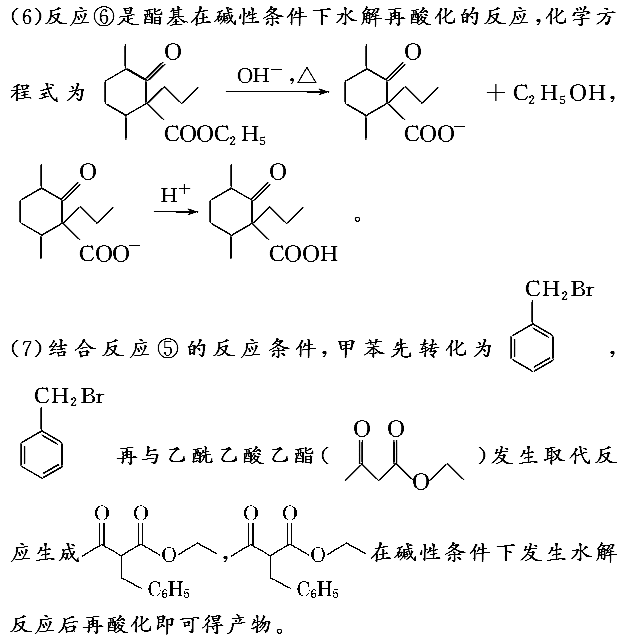 (6)反应⑥是酯基在碱性条件下水解再酸化的反应,化学方
程式为 O COOC₂H₅ OH⁻,△ O COO⁻ +C₂H₅OH,
O COO⁻ H⁺ O COOH 。
CH₂Br
(7)结合反应⑤的反应条件,甲苯先转化为 ,
CH₂Br
再与乙酰乙酸乙酯( O O O )发生取代反
应生成 O O O C₆H₅ , O O O C₆H₅ 在碱性条件下发生水解
反应后再酸化即可得产物。